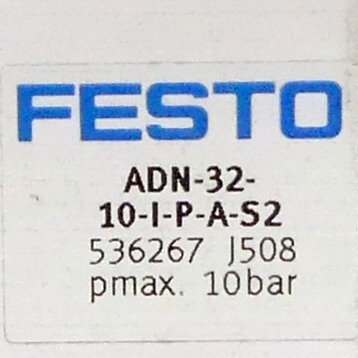 FESTO
ADN-32-
10-I-P-A-S2
536267 J508
pmax. 10bar